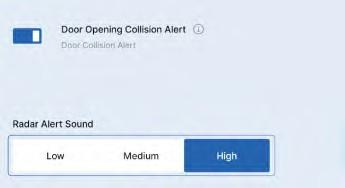 Door Opening Collision Alert
Door Collision Alert
Radar Alert Sound
Low Medium High